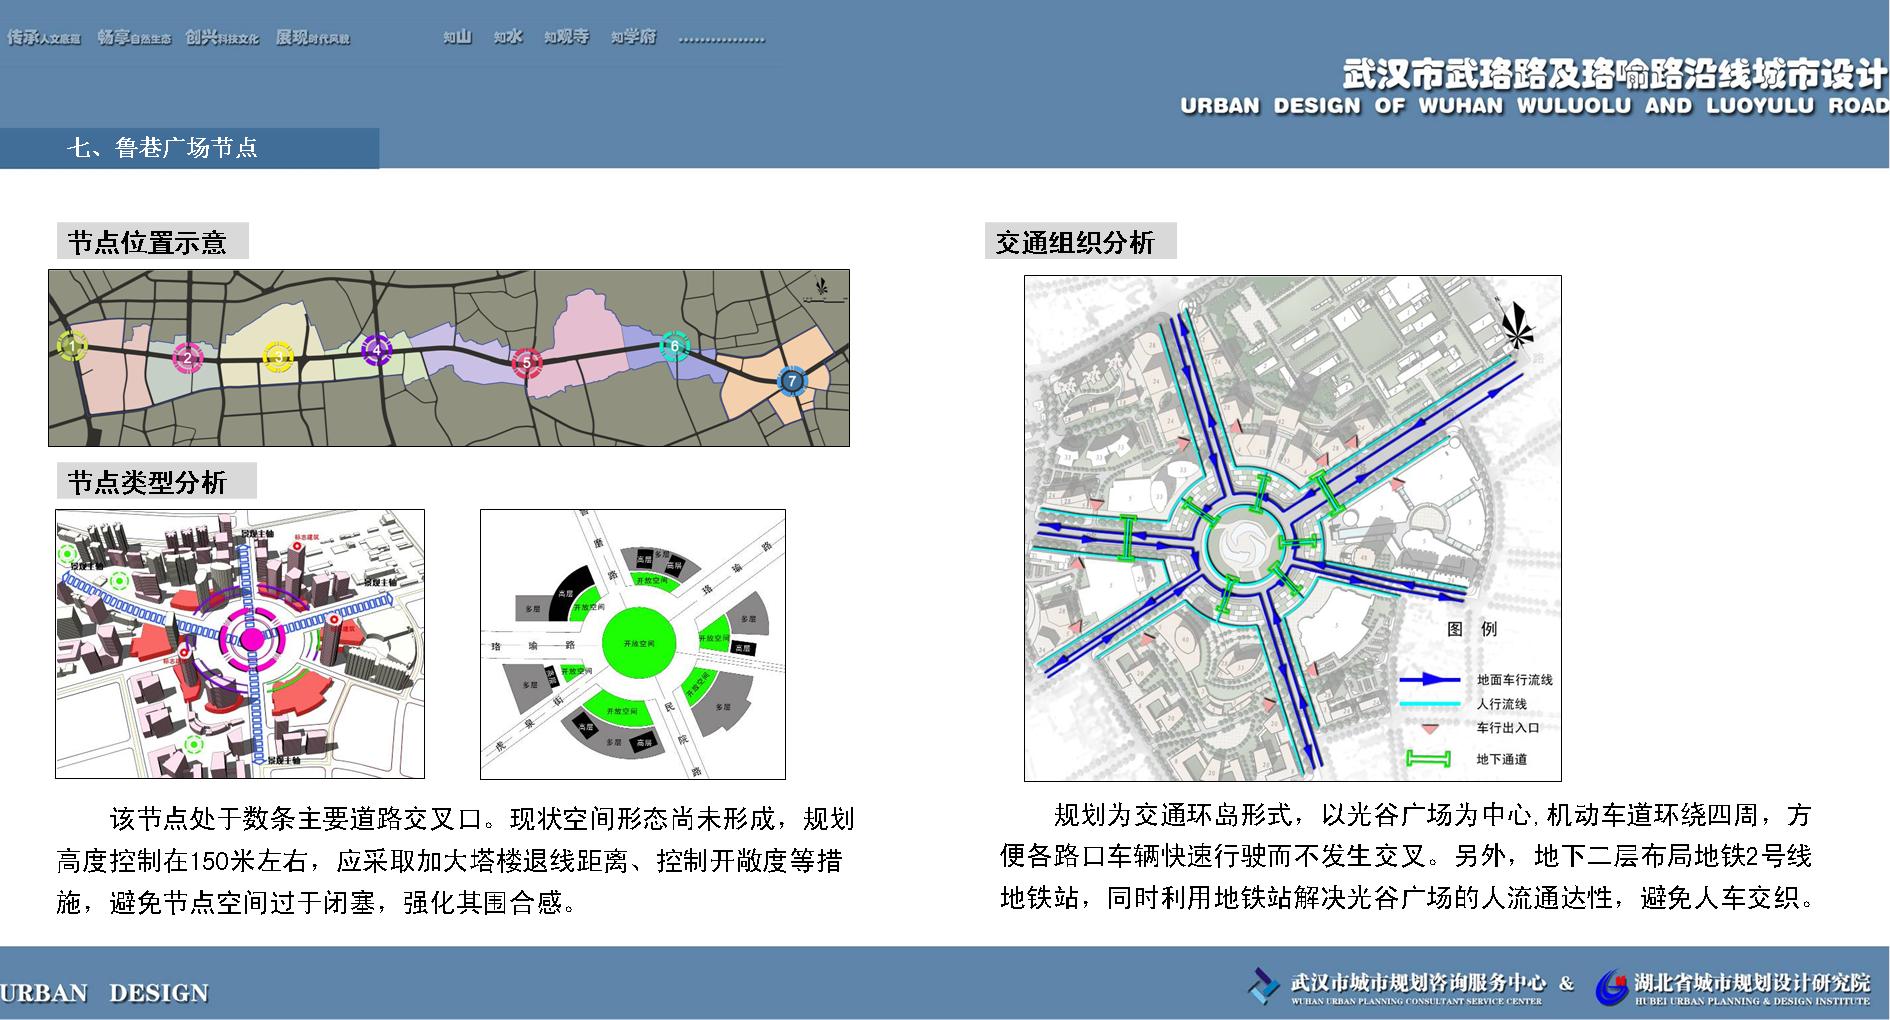 传承人文底蕴 畅享自然生态 创兴科技文化 展现时代风貌 知山 知水 知观寺 知学府 ................
武汉市武珞路及珞喻路沿线城市设计
URBAN DESIGN OF WUHAN WULUOLU AND LUOYULU ROAD
七、鲁巷广场节点
节点位置示意
1
2
3
4
5
6
7
节点类型分析
景观主轴
标志建筑
景观主轴
景观主轴
标志建筑
标志建筑
景观主轴
鲁磨路
珞喻路
高层
多层
高层
开放空间
高层
多层
开放空间
开放空间
多层
开放空间
高层
珞喻路
开放空间
高层
多层
开放空间
多层
开放空间
高层
多层
高层
虎泉街
民院路
该节点处于数条主要道路交叉口。现状空间形态尚未形成，规划
高度控制在150米左右，应采取加大塔楼退线距离、控制开敞度等措
施，避免节点空间过于闭塞，强化其围合感。
交通组织分析
图 例
地面车行流线
人行流线
车行出入口
地下通道
规划为交通环岛形式，以光谷广场为中心,机动车道环绕四周，方
便各路口车辆快速行驶而不发生交叉。另外，地下二层布局地铁2号线
地铁站，同时利用地铁站解决光谷广场的人流通达性，避免人车交织。
URBAN DESIGN
武汉市城市规划咨询服务中心 & 湖北省城市规划设计研究院
WUHAN URBAN PLANNING CONSULTANT SERVICE CENTER HUBEI URBAN PLANNING & DESIGN INSTITUTE